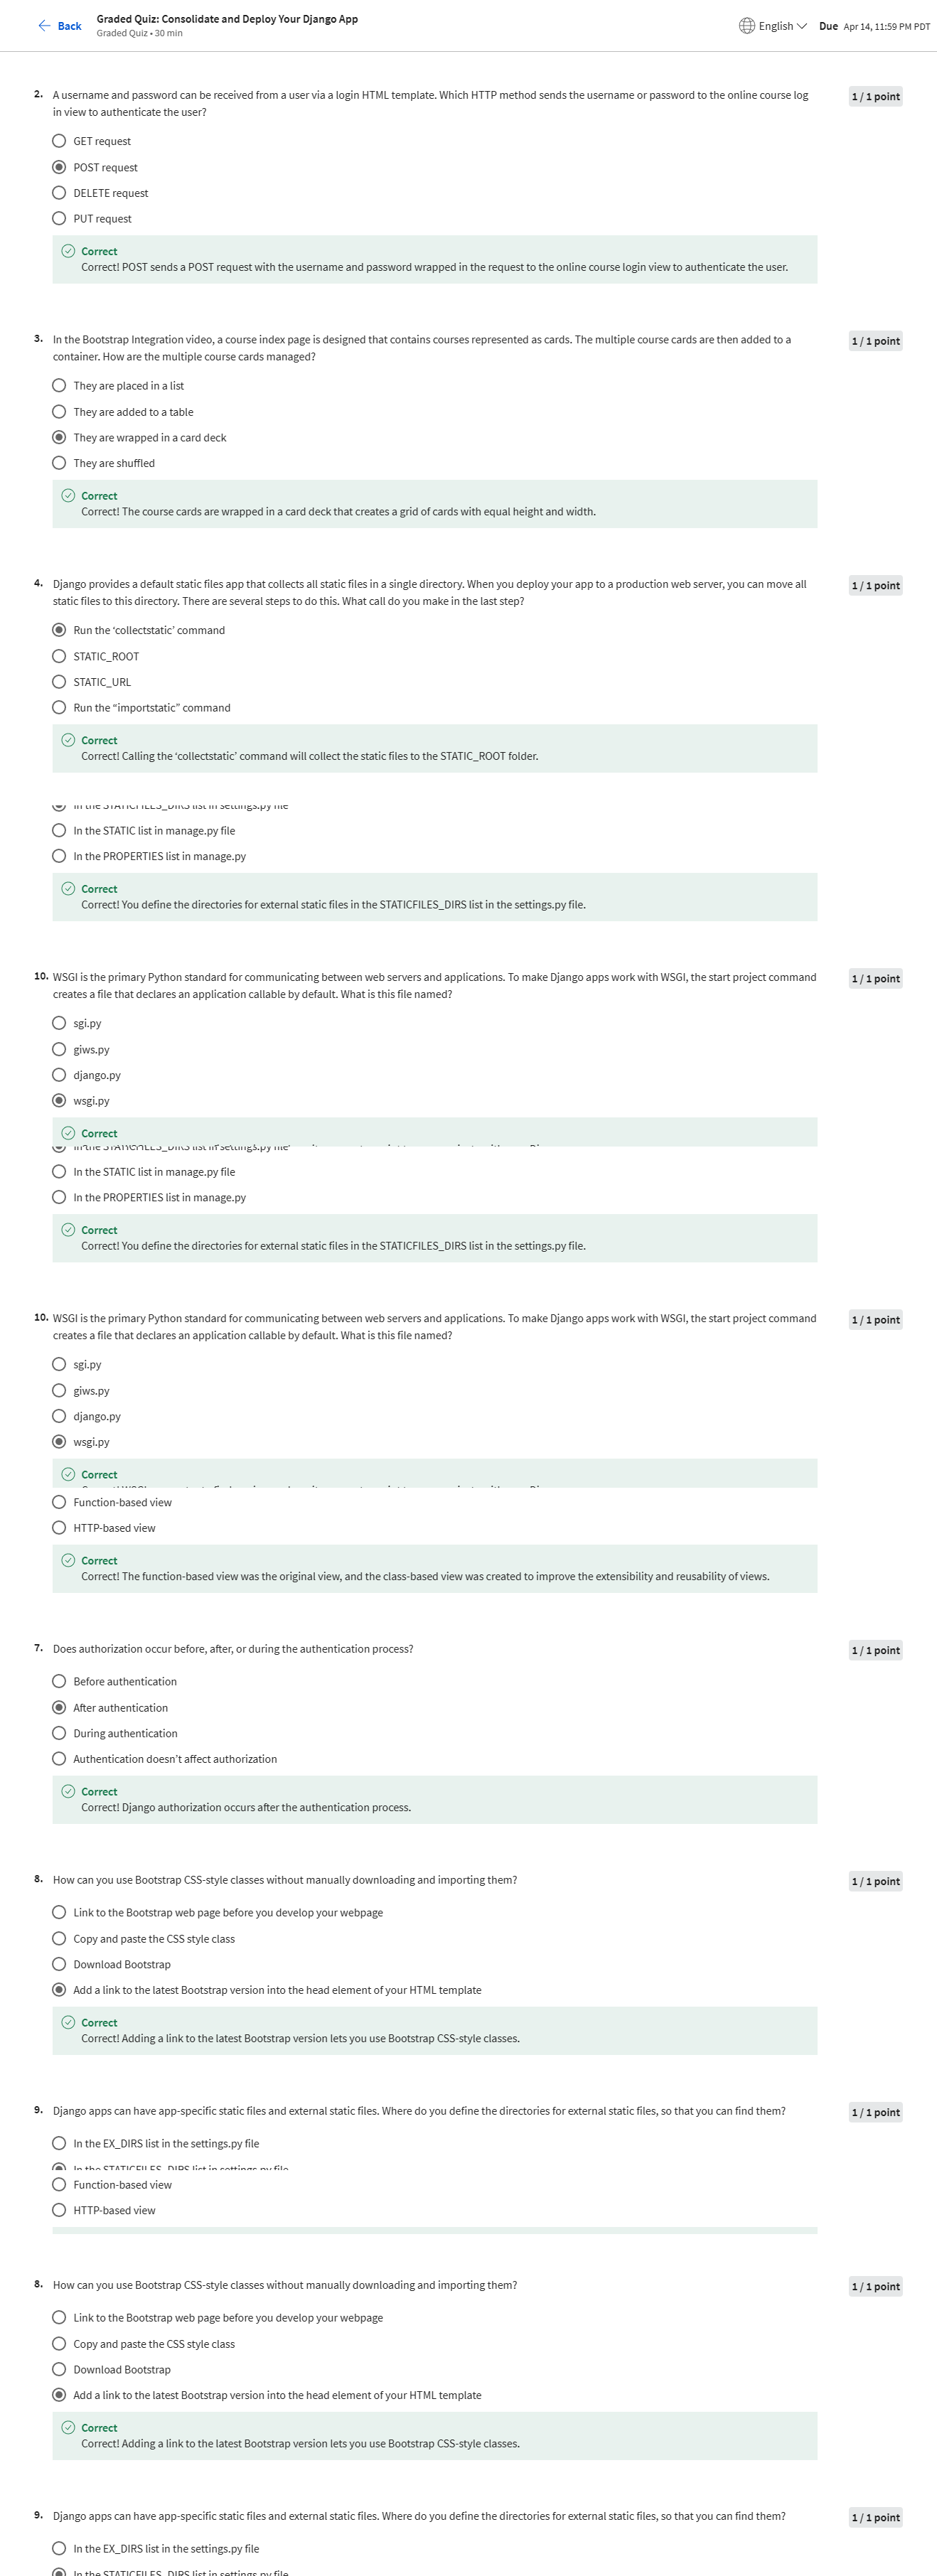 Back
Graded Quiz: Consolidate and Deploy Your Django App
Graded Quiz • 30 min
English
Due Apr 14, 11:59 PM PDT
2. A username and password can be received from a user via a login HTML template. Which HTTP method sends the username or password to the online course log
in view to authenticate the user?
1 / 1 point
GET request
POST request
DELETE request
PUT request
Correct
Correct! POST sends a POST request with the username and password wrapped in the request to the online course login view to authenticate the user.
3. In the Bootstrap Integration video, a course index page is designed that contains courses represented as cards. The multiple course cards are then added to a
container. How are the multiple course cards managed?
1 / 1 point
They are placed in a list
They are added to a table
They are wrapped in a card deck
They are shuffled
Correct
Correct! The course cards are wrapped in a card deck that creates a grid of cards with equal height and width.
4. Django provides a default static files app that collects all static files in a single directory. When you deploy your app to a production web server, you can move all
static files to this directory. There are several steps to do this. What call do you make in the last step?
1 / 1 point
Run the ‘collectstatic’ command
STATIC_ROOT
STATIC_URL
Run the “importstatic” command
Correct
Correct! Calling the ‘collectstatic’ command will collect the static files to the STATIC_ROOT folder.
In the STATICFILES_DIRS list in settings.py file
In the STATIC list in manage.py file
In the PROPERTIES list in manage.py
Correct
Correct! You define the directories for external static files in the STATICFILES_DIRS list in the settings.py file.
10. WSGI is the primary Python standard for communicating between web servers and applications. To make Django apps work with WSGI, the start project command
creates a file that declares an application callable by default. What is this file named?
1 / 1 point
sgi.py
giws.py
django.py
wsgi.py
Correct
In the STATICFILES_DIRS list in settings.py file
In the STATIC list in manage.py file
In the PROPERTIES list in manage.py
Correct
Correct! You define the directories for external static files in the STATICFILES_DIRS list in the settings.py file.
10. WSGI is the primary Python standard for communicating between web servers and applications. To make Django apps work with WSGI, the start project command
creates a file that declares an application callable by default. What is this file named?
1 / 1 point
sgi.py
giws.py
django.py
wsgi.py
Correct
Function-based view
HTTP-based view
Correct
Correct! The function-based view was the original view, and the class-based view was created to improve the extensibility and reusability of views.
7. Does authorization occur before, after, or during the authentication process?
1 / 1 point
Before authentication
After authentication
During authentication
Authentication doesn’t affect authorization
Correct
Correct! Django authorization occurs after the authentication process.
8. How can you use Bootstrap CSS-style classes without manually downloading and importing them?
1 / 1 point
Link to the Bootstrap web page before you develop your webpage
Copy and paste the CSS style class
Download Bootstrap
Add a link to the latest Bootstrap version into the head element of your HTML template
Correct
Correct! Adding a link to the latest Bootstrap version lets you use Bootstrap CSS-style classes.
9. Django apps can have app-specific static files and external static files. Where do you define the directories for external static files, so that you can find them?
1 / 1 point
In the EX_DIRS list in the settings.py file
In the STATICFILES_DIRS list in settings.py file
Function-based view
HTTP-based view
8. How can you use Bootstrap CSS-style classes without manually downloading and importing them?
1 / 1 point
Link to the Bootstrap web page before you develop your webpage
Copy and paste the CSS style class
Download Bootstrap
Add a link to the latest Bootstrap version into the head element of your HTML template
Correct
Correct! Adding a link to the latest Bootstrap version lets you use Bootstrap CSS-style classes.
9. Django apps can have app-specific static files and external static files. Where do you define the directories for external static files, so that you can find them?
1 / 1 point
In the EX_DIRS list in the settings.py file
In the STATICFILES_DIRS list in settings.py file